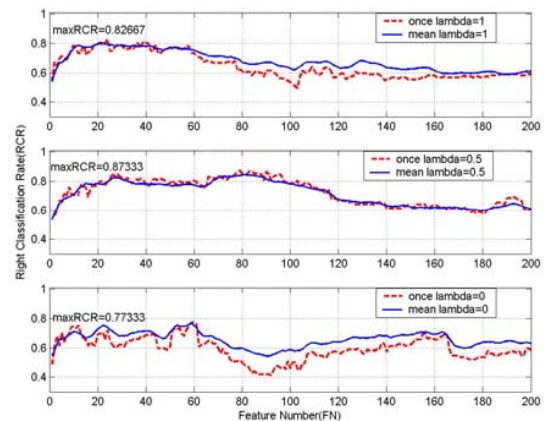 maxRCR=0.82667
once lambda=1
mean lambda=1
1
0.8
0.6
0.4
0 20 40 60 80 100 120 140 160 180 200
Right Classification Rate(RCR)
maxRCR=0.87333
once lambda=0.5
mean lambda=0.5
1
0.8
0.6
0.4
0 20 40 60 80 100 120 140 160 180 200
maxRCR=0.77333
once lambda=0
mean lambda=0
1
0.8
0.6
0.4
0 20 40 60 80 100 120 140 160 180 200
Feature Number(FN)